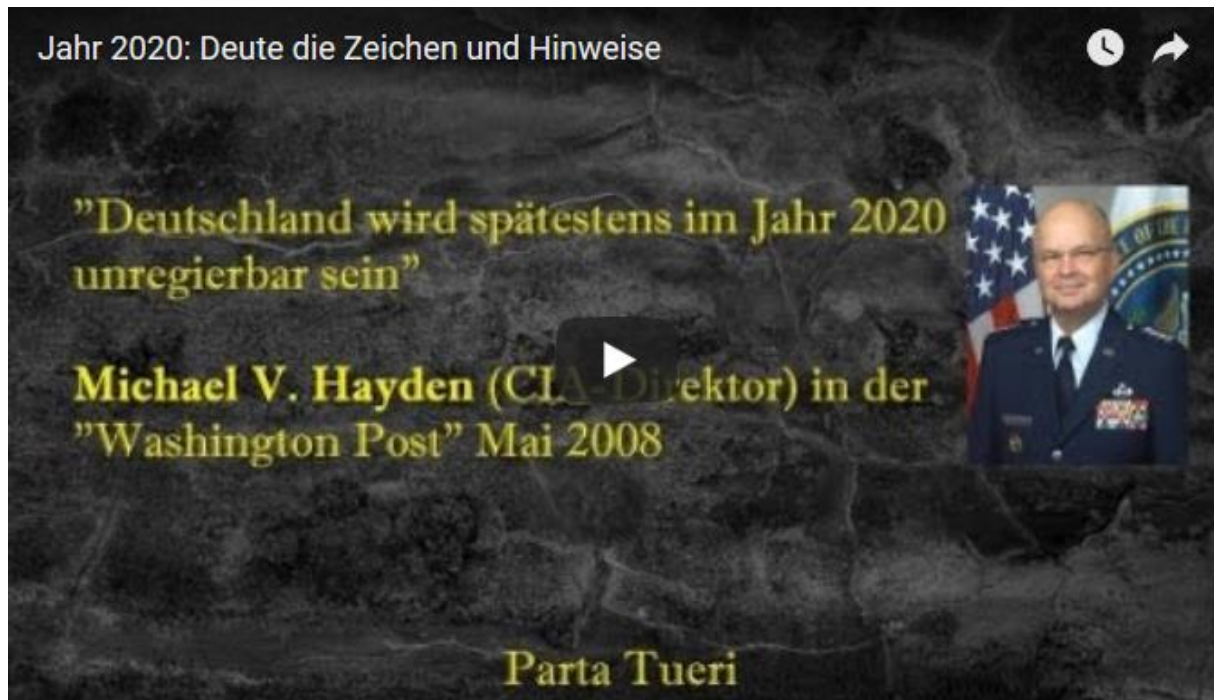 Jahr 2020: Deute die Zeichen und Hinweise
"Deutschland wird spätestens im Jahr 2020
unregierbar sein"
Michael V. Hayden (CIA-Direktor) in der
"Washington Post" Mai 2008
Parta Tueri